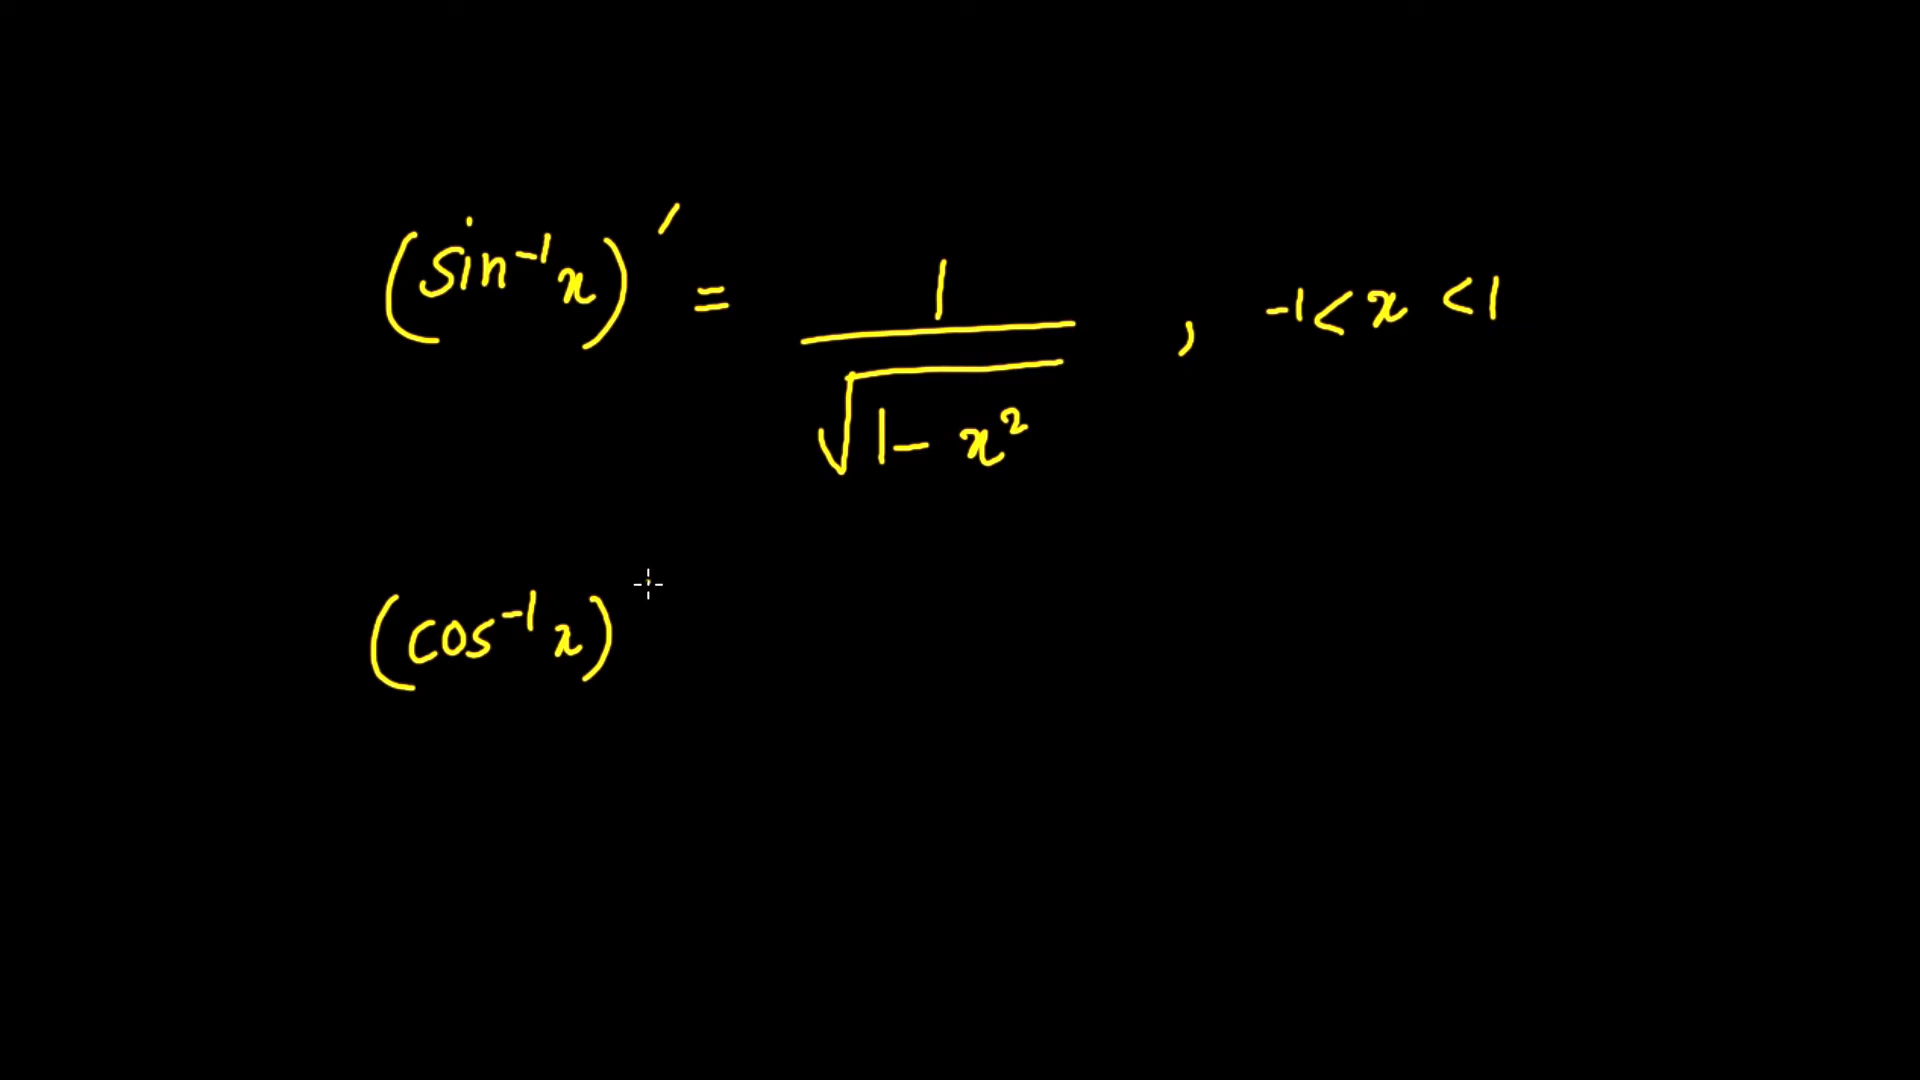 (sin⁻¹x)′ = 1/√(1 - x²) , -1 < x < 1
(cos⁻¹x)